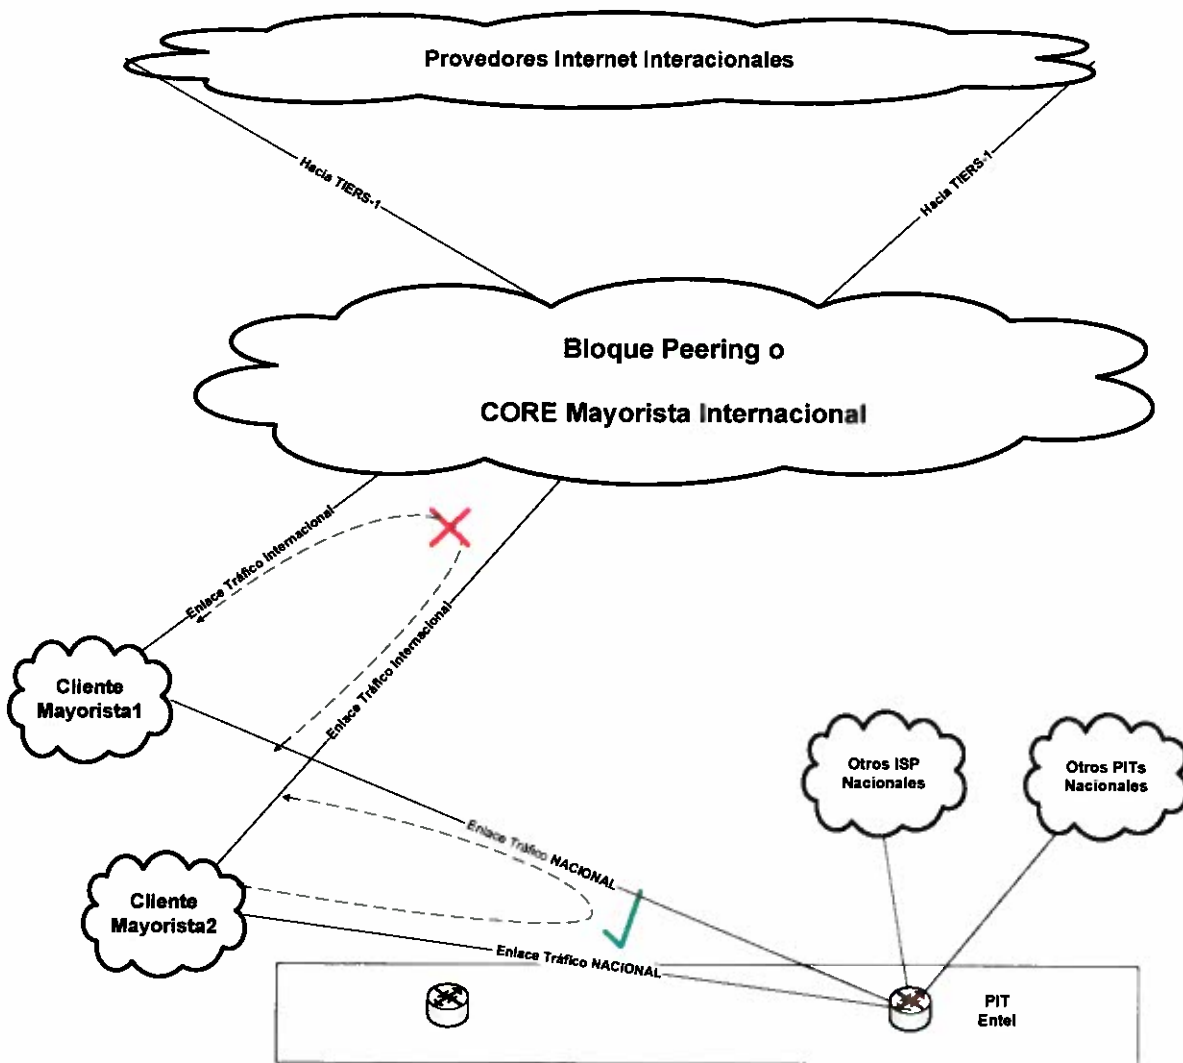 Provedores Internet Interacionales
Hacia TIERS-1
Hacia TIERS-1
Bloque Peering o
CORE Mayorista Internacional
Enlace Tráfico Internacional
Enlace Tráfico Internacional
Cliente
Mayorista1
Otros ISP
Nacionales
Otros PITs
Nacionales
Enlace Tráfico NACIONAL
Cliente
Mayorista2
Enlace Tráfico NACIONAL
PIT
Entel